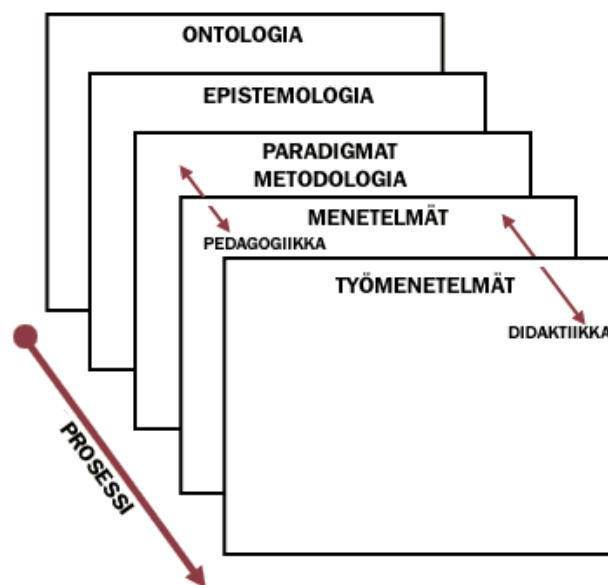 ONTOLOGIA
EPISTEMOLOGIA
PARADIGMAT
METODOLOGIA
MENETELMÄT
PEDAGOGIIKKA
TYÖMENETELMÄT
DIDAKTIIKKA
PROSESSI